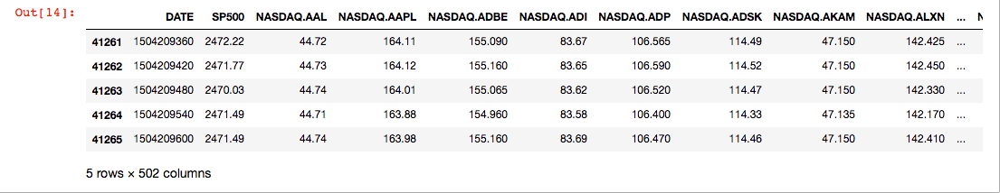 Out[14]:
DATE SP500 NASDAQ.AAL NASDAQ.AAPL NASDAQ.ADBE NASDAQ.ADI NASDAQ.ADP NASDAQ.ADSK NASDAQ.AKAM NASDAQ.ALXN ... N
41261 1504209360 2472.22 44.72 164.11 155.090 83.67 106.565 114.49 47.150 142.425 ...
41262 1504209420 2471.77 44.73 164.12 155.160 83.65 106.590 114.52 47.150 142.450 ...
41263 1504209480 2470.03 44.74 164.01 155.065 83.62 106.520 114.47 47.150 142.330 ...
41264 1504209540 2471.49 44.71 163.88 154.960 83.58 106.400 114.33 47.135 142.170 ...
41265 1504209600 2471.49 44.74 163.98 155.160 83.69 106.470 114.46 47.150 142.410 ...
5 rows × 502 columns